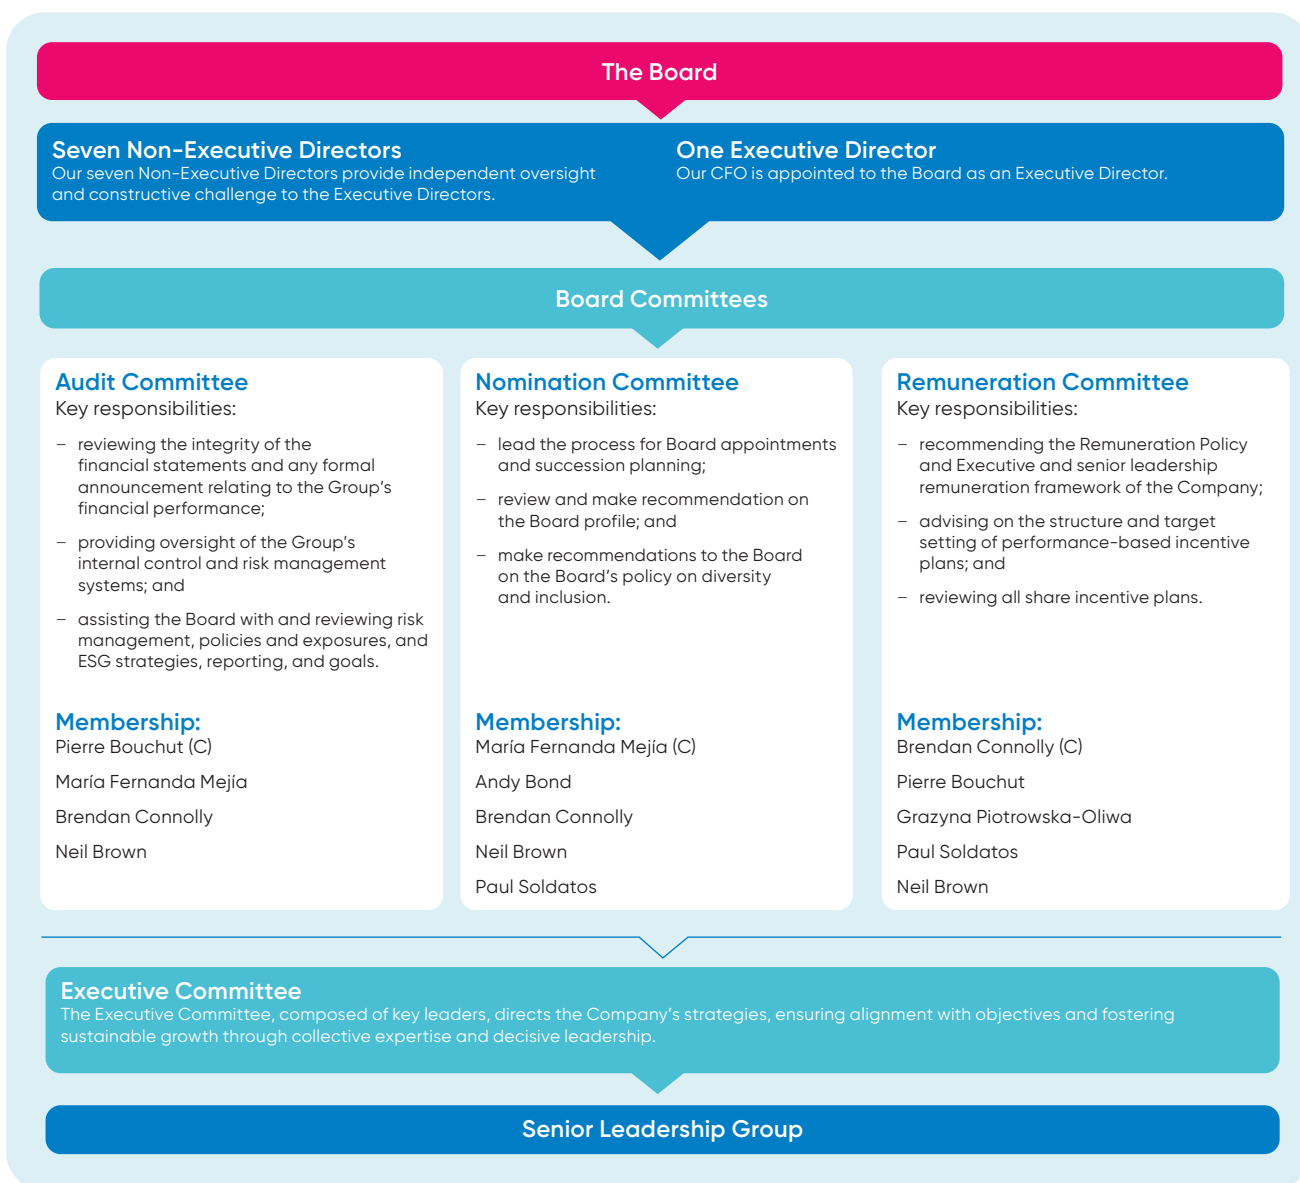 The Board
Seven Non-Executive Directors
Our seven Non-Executive Directors provide independent oversight
and constructive challenge to the Executive Directors.
One Executive Director
Our CFO is appointed to the Board as an Executive Director.
Board Committees
Audit Committee
Key responsibilities:
– reviewing the integrity of the
financial statements and any formal
announcement relating to the Group's
financial performance;
– providing oversight of the Group's
internal control and risk management
systems; and
– assisting the Board with and reviewing risk
management, policies and exposures, and
ESG strategies, reporting, and goals.
Membership:
Pierre Bouchut (C)
María Fernanda Mejía
Brendan Connolly
Neil Brown
Nomination Committee
Key responsibilities:
– lead the process for Board appointments
and succession planning;
– review and make recommendation on
the Board profile; and
– make recommendations to the Board
on the Board's policy on diversity
and inclusion.
Membership:
María Fernanda Mejía (C)
Andy Bond
Brendan Connolly
Neil Brown
Paul Soldatos
Remuneration Committee
Key responsibilities:
– recommending the Remuneration Policy
and Executive and senior leadership
remuneration framework of the Company;
– advising on the structure and target
setting of performance-based incentive
plans; and
– reviewing all share incentive plans.
Membership:
Brendan Connolly (C)
Pierre Bouchut
Grazyna Piotrowska-Oliwa
Paul Soldatos
Neil Brown
Executive Committee
The Executive Committee, composed of key leaders, directs the Company's strategies, ensuring alignment with objectives and fostering
sustainable growth through collective expertise and decisive leadership.
Senior Leadership Group